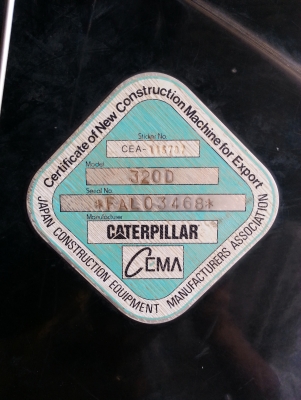 Certificate of New Construction Machine for Export
Sticker No.
CEA-
Model
320D
Serial No.
*FAL03468*
Manufacturer
CATERPILLAR
CEMA
JAPAN CONSTRUCTION EQUIPMENT MANUFACTURERS ASSOCIATION